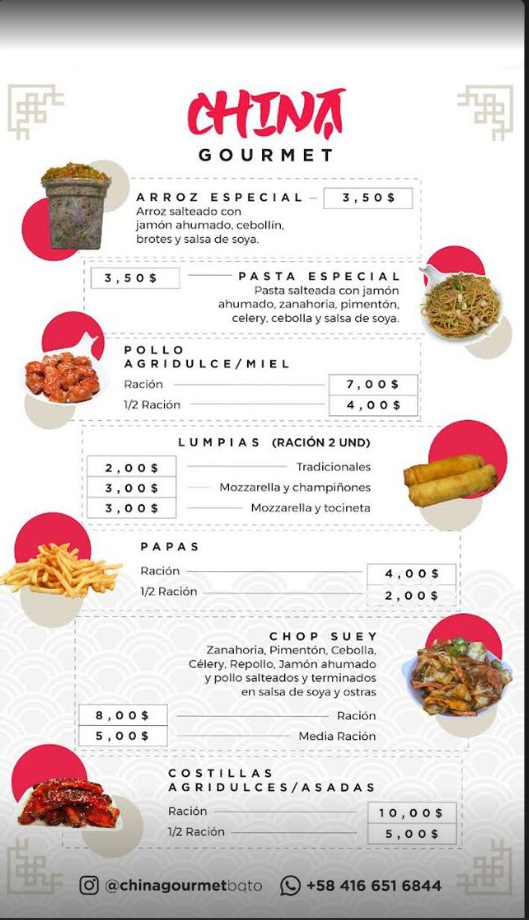 CHINA
GOURMET
ARROZ ESPECIAL 3,50$
Arroz salteado con
jamón ahumado, cebollín,
brotes y salsa de soya.
3,50$ PASTA ESPECIAL
Pasta salteada con jamón
ahumado, zanahoria, pimentón,
celery, cebolla y salsa de soya.
POLLO
AGRIDULCE/MIEL
Ración 7,00$
1/2 Ración 4,00$
LUMPIAS (RACIÓN 2 UND)
2,00$ Tradicionales
3,00$ Mozzarella y champiñones
3,00$ Mozzarella y tocineta
PAPAS
Ración 4,00$
1/2 Ración 2,00$
CHOP SUEY
Zanahoria, Pimentón, Cebolla,
Célery, Repollo, Jamón ahumado
y pollo salteados y terminados
en salsa de soya y ostras
8,00$ Ración
5,00$ Media Ración
COSTILLAS
AGRIDULCES/ASADAS
Ración 10,00$
1/2 Ración 5,00$
@chinagourmetbqto +58 416 651 6844